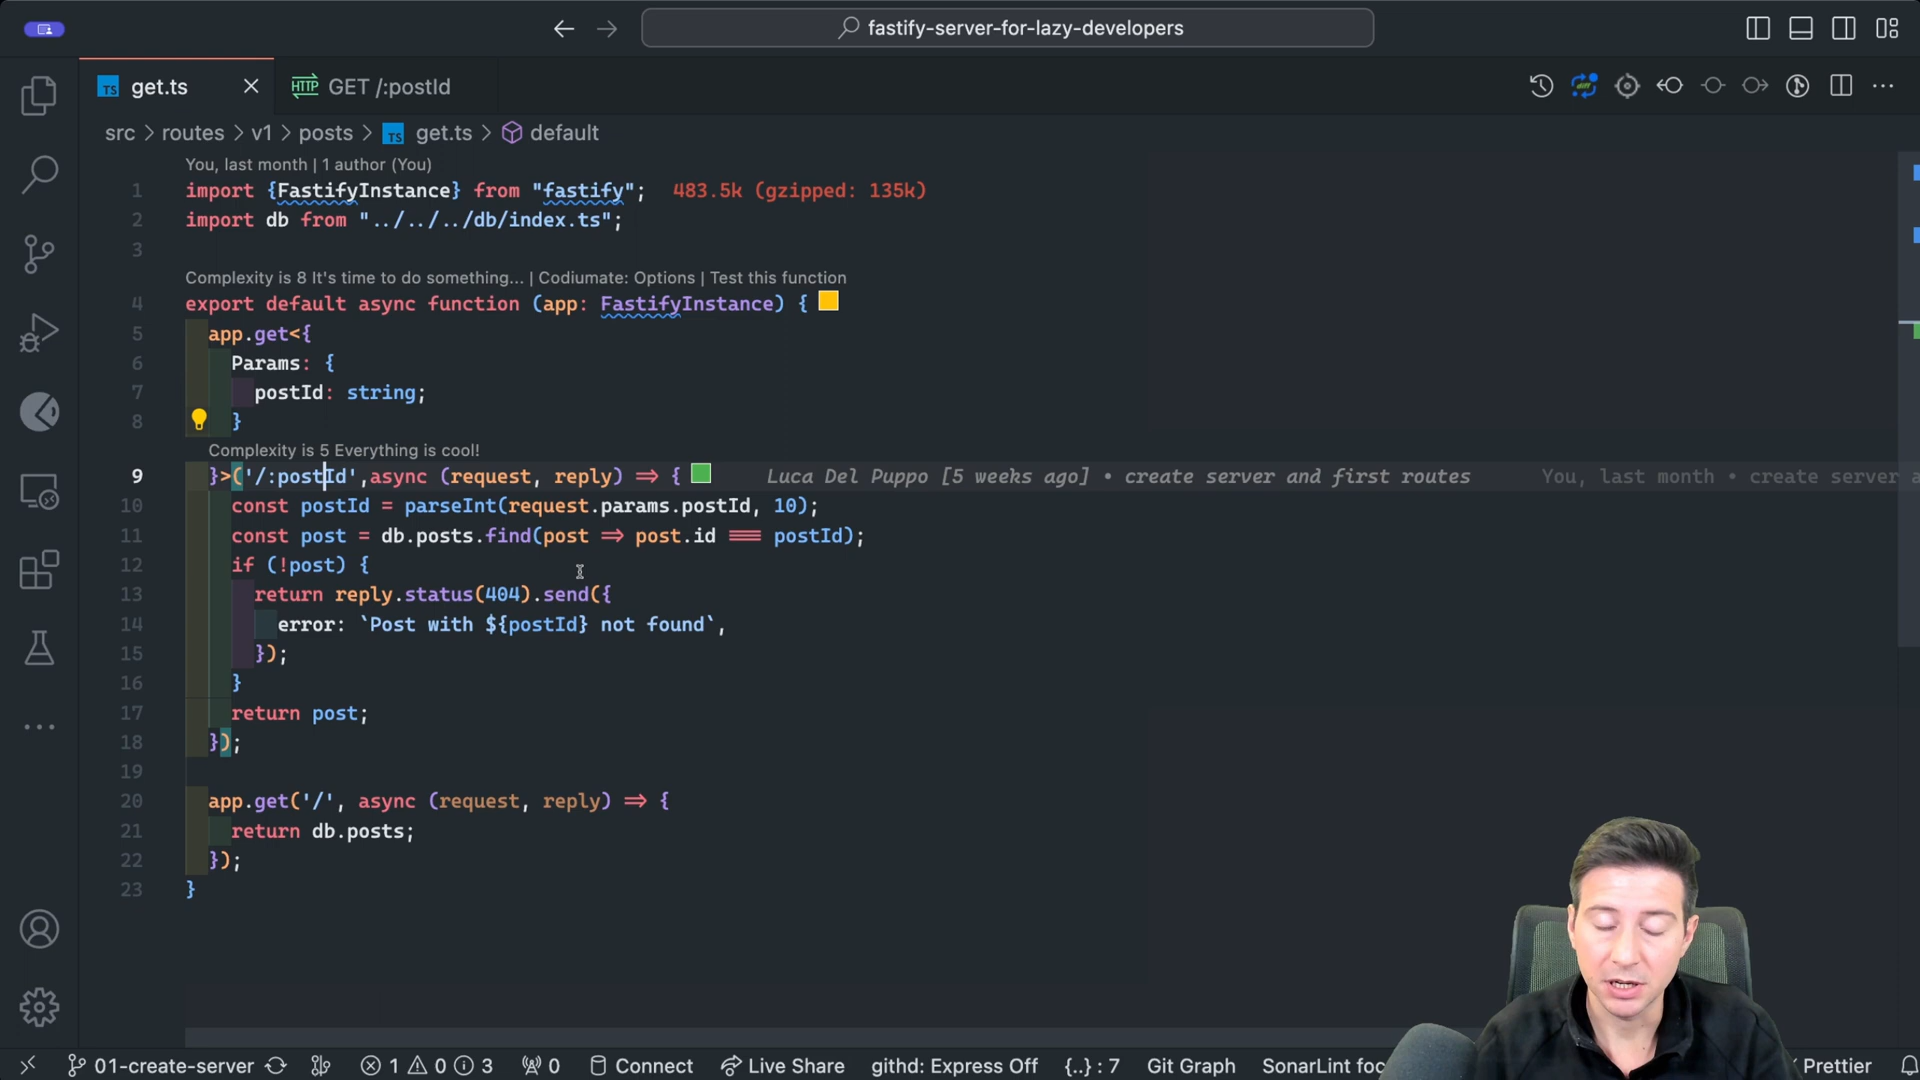 fastify-server-for-lazy-developers
TS get.ts
HTTP GET /:postId
diff
src > routes > v1 > posts > TS get.ts > default
You, last month | 1 author (You)
1 import {FastifyInstance} from "fastify"; 483.5k (gzipped: 135k)
2 import db from "../../../db/index.ts";
3
Complexity is 8 It's time to do something... | Codiumate: Options | Test this function
4 export default async function (app: FastifyInstance) {
5 app.get<{
6 Params: {
7 postId: string;
8 }
Complexity is 5 Everything is cool!
9 }>('/:postId',async (request, reply) => { Luca Del Puppo [5 weeks ago] • create server and first routes You, last month • create server a
10 const postId = parseInt(request.params.postId, 10);
11 const post = db.posts.find(post => post.id === postId);
12 if (!post) {
13 return reply.status(404).send({
14 error: `Post with ${postId} not found`,
15 });
16 }
17 return post;
18 });
19
20 app.get('/', async (request, reply) => {
21 return db.posts;
22 });
23 }
01-create-server 1 0 3 0 Connect Live Share githd: Express Off {..} : 7 Git Graph SonarLint foc Prettier